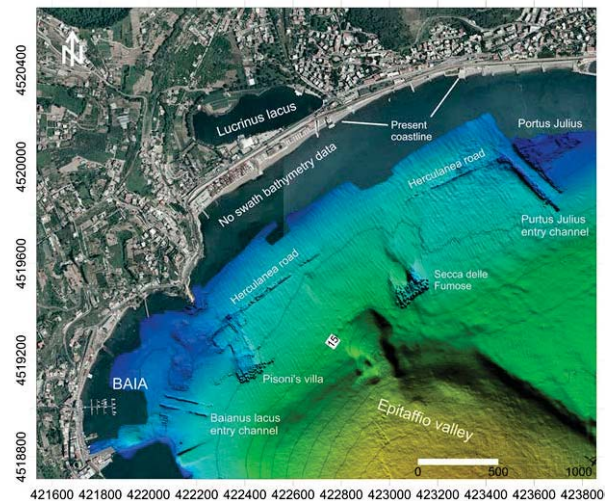 N
4520400
4520000
4519600
4519200
4518800
Lucrinus lacus
Present
coastline
Portus Julius
No swath bathymetry data
Herculanea road
Purtus Julius
entry channel
Herculanea road
Secca delle
Fumose
15
BAIA
Pisoni's villa
Baianus lacus
entry channel
Epitaffio valley
0
500
1000
421600 421800 422000 422200 422400 422600 422800 423000 423200 423400 423600 423800